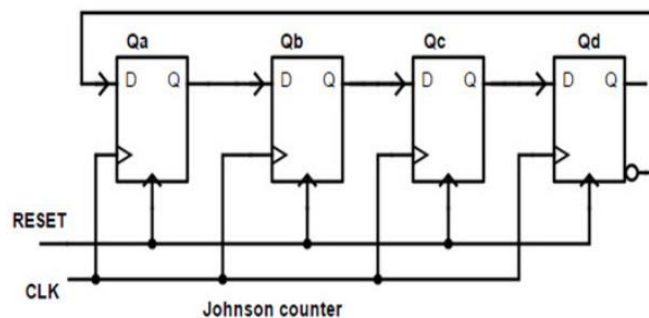 Qa Qb Qc Qd
D Q D Q D Q D Q
RESET
CLK
Johnson counter